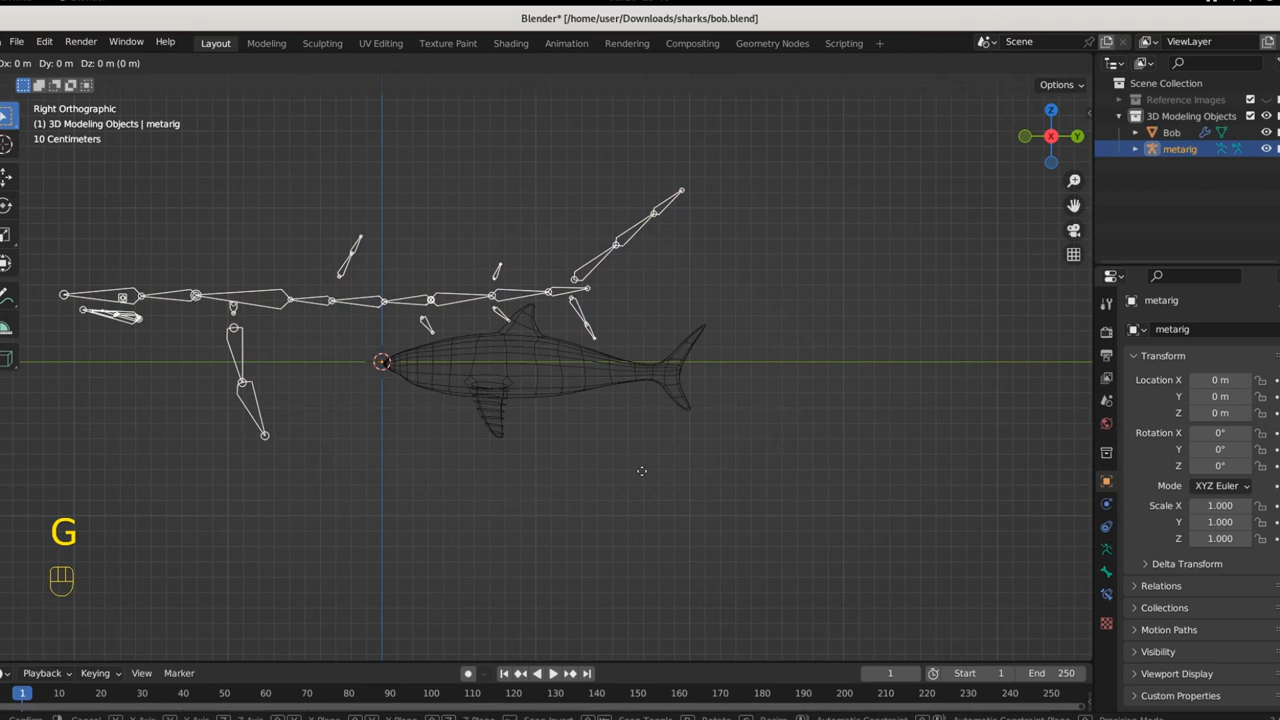 Blender* [/home/user/Downloads/sharks/bob.blend]
File Edit Render Window Help Layout Modeling Sculpting UV Editing Texture Paint Shading Animation Rendering Compositing Geometry Nodes Scripting + Scene ViewLayer
Dx: 0 m Dy: 0 m Dz: 0 m (0 m)
Options
Right Orthographic
(1) 3D Modeling Objects | metarig
10 Centimeters
Z
Y
X
Scene Collection
Reference Images
3D Modeling Objects
Bob
metarig
metarig
metarig
Transform
Location X 0 m
Y 0 m
Z 0 m
Rotation X 0°
Y 0°
Z 0°
Mode XYZ Euler
Scale X 1.000
Y 1.000
Z 1.000
Delta Transform
Relations
Collections
Motion Paths
Visibility
Viewport Display
Custom Properties
G
Playback Keying View Marker 1 Start 1 End 250
1 10 20 30 40 50 60 70 80 90 100 110 120 130 140 150 160 170 180 190 200 210 220 230 240 250